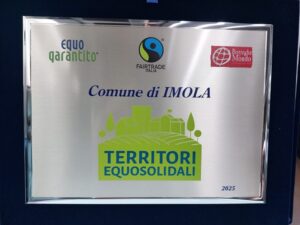 equo
garantito
FAIRTRADE
ITALIA
Botteghe
del Mondo
Comune di IMOLA
TERRITORI
EQUOSOLIDALI
2025